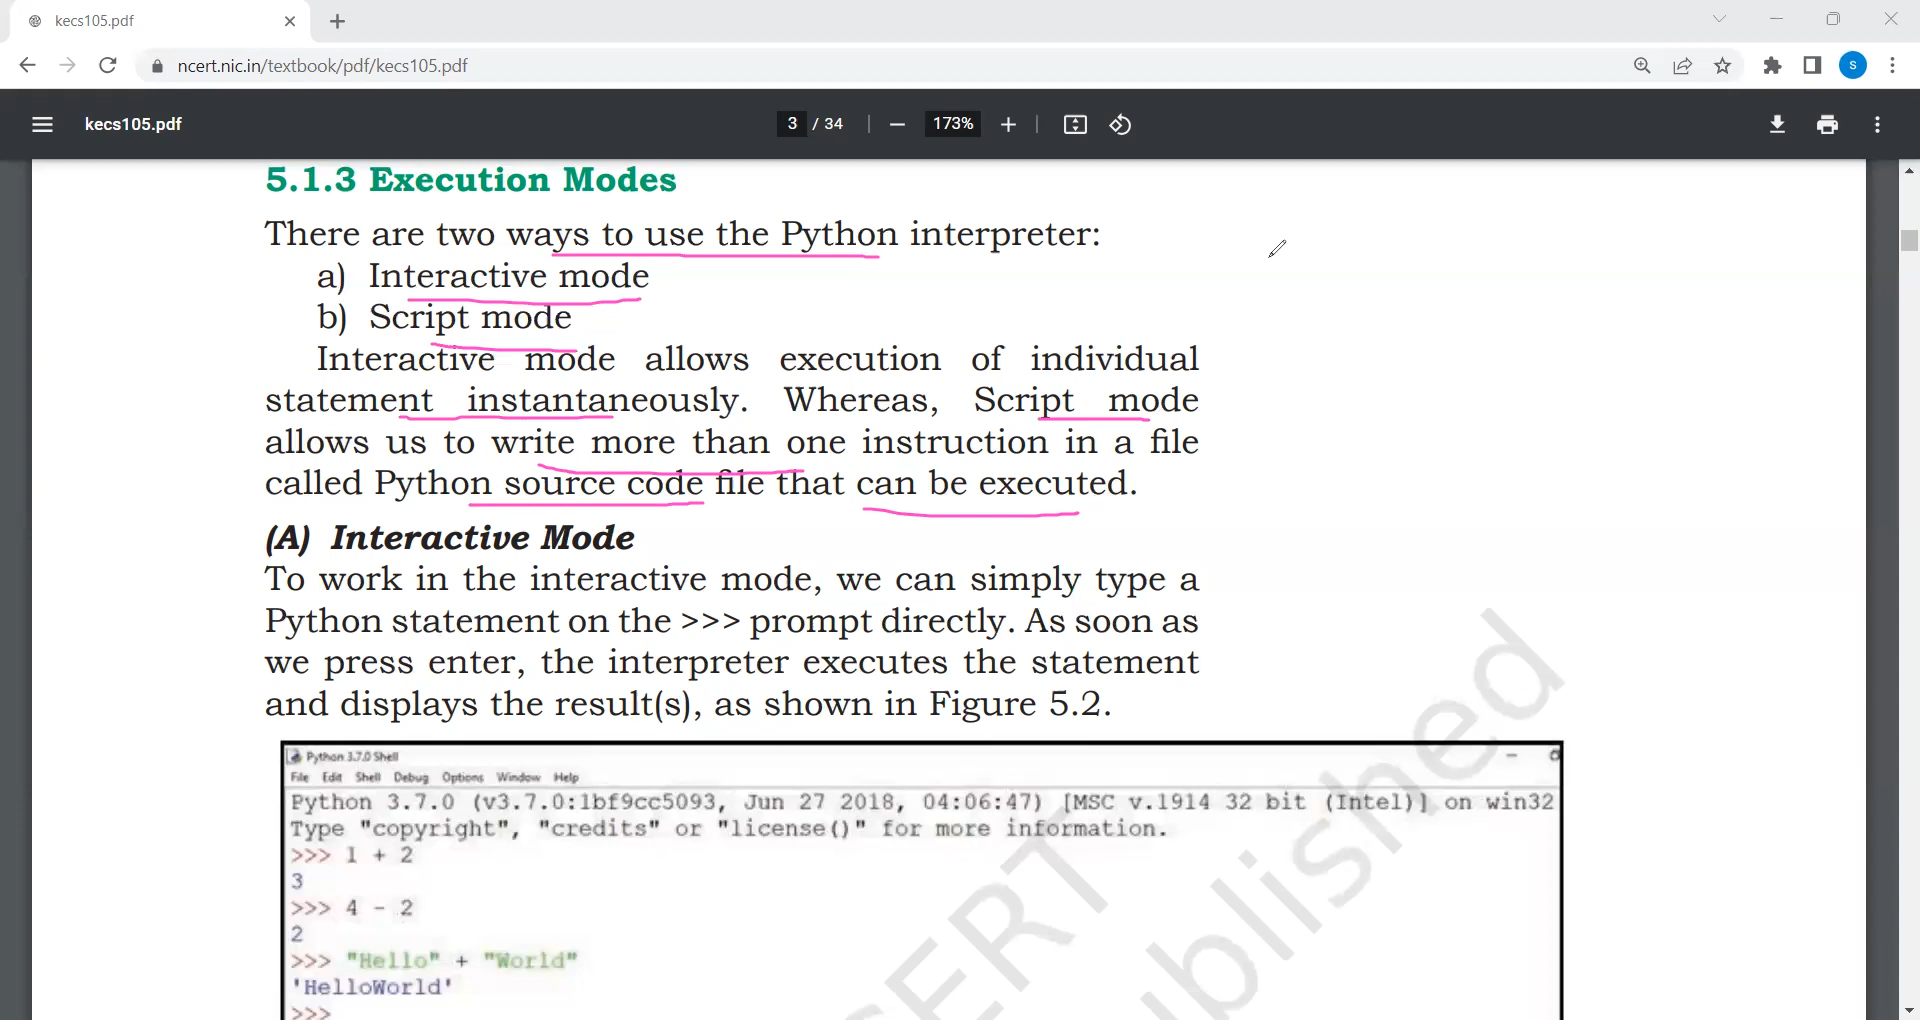 kecs105.pdf
ncert.nic.in/textbook/pdf/kecs105.pdf
S
kecs105.pdf
3 / 34
173%
5.1.3 Execution Modes
There are two ways to use the Python interpreter:
a) Interactive mode
b) Script mode
Interactive mode allows execution of individual
statement instantaneously. Whereas, Script mode
allows us to write more than one instruction in a file
called Python source code file that can be executed.
(A) Interactive Mode
To work in the interactive mode, we can simply type a
Python statement on the >>> prompt directly. As soon as
we press enter, the interpreter executes the statement
and displays the result(s), as shown in Figure 5.2.
Python 3.7.0 Shell
File Edit Shell Debug Options Window Help
Python 3.7.0 (v3.7.0:1bf9cc5093, Jun 27 2018, 04:06:47) [MSC v.1914 32 bit (Intel)] on win32
Type "copyright", "credits" or "license()" for more information.
>>> 1 + 2
3
>>> 4 - 2
2
>>> "Hello" + "World"
'HelloWorld'
>>>